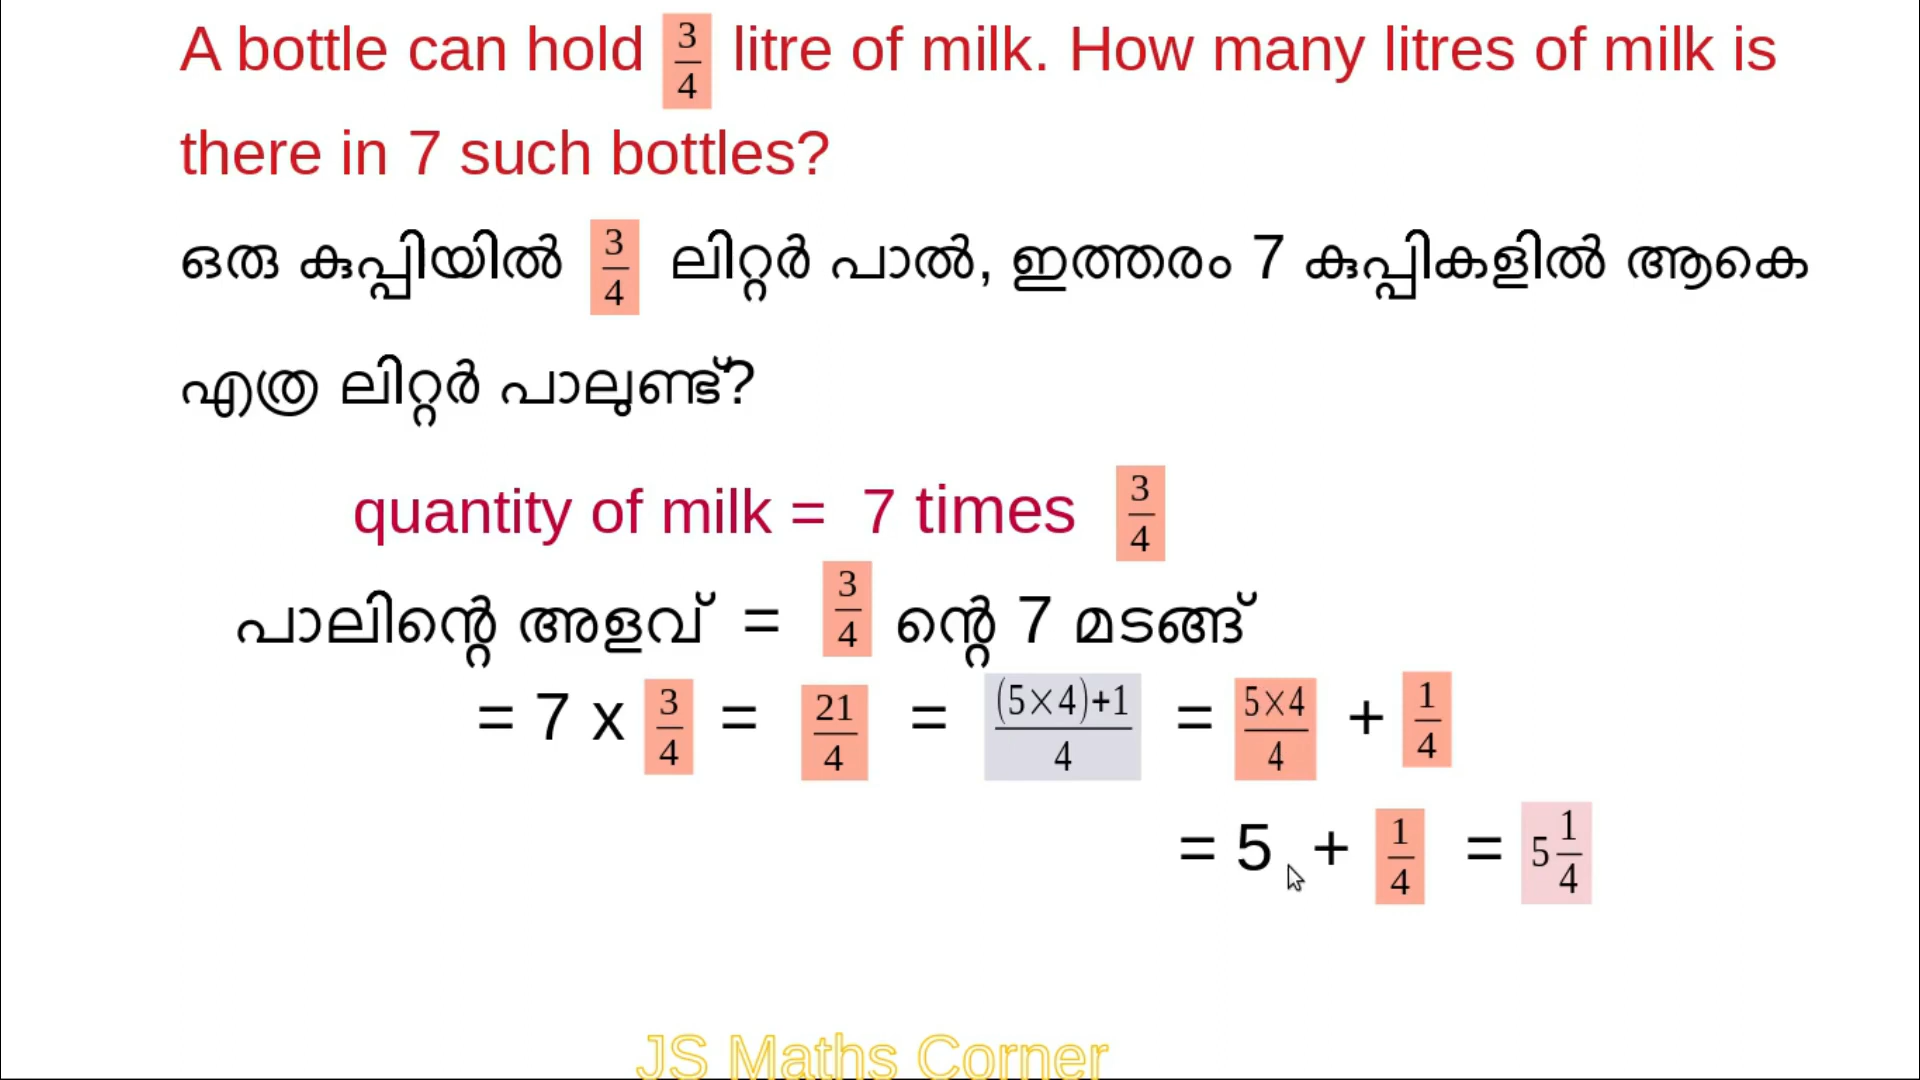 A bottle can hold 3/4 litre of milk. How many litres of milk is
there in 7 such bottles?
ഒരു കുപ്പിയിൽ 3/4 ലിറ്റർ പാൽ, ഇത്തരം 7 കുപ്പികളിൽ ആകെ
എത്ര ലിറ്റർ പാലുണ്ട്?
quantity of milk = 7 times 3/4
പാലിന്റെ അളവ് = 3/4 ന്റെ 7 മടങ്ങ്
= 7 x 3/4 = 21/4 = (5×4)+1/4 = 5×4/4 + 1/4
= 5 + 1/4 = 5 1/4
JS Maths Corner